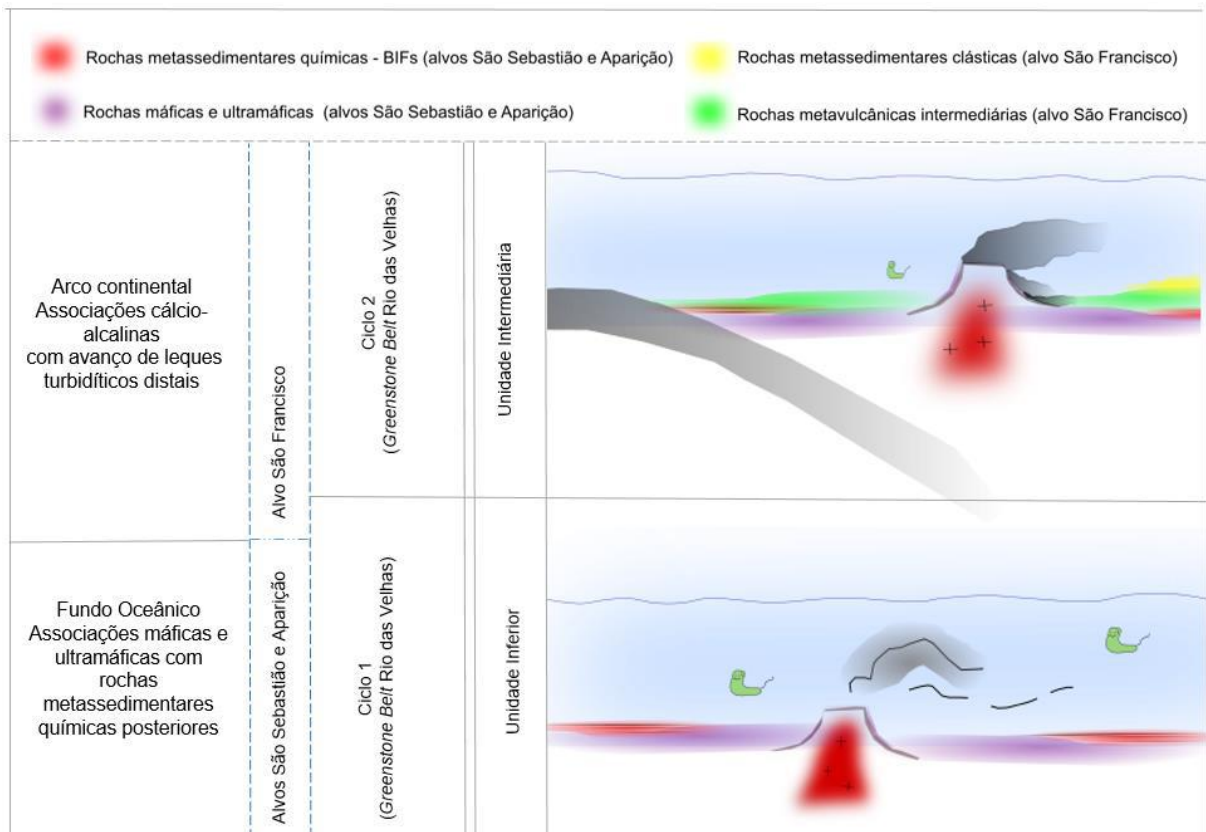 Rochas metassedimentares químicas - BIFs (alvos São Sebastião e Aparição)
Rochas metassedimentares clásticas (alvo São Francisco)
Rochas máficas e ultramáficas (alvos São Sebastião e Aparição)
Rochas metavulcânicas intermediárias (alvo São Francisco)
Arco continental
Associações cálcio-
alcalinas
com avanço de leques
turbidíticos distais
Alvo São Francisco
Ciclo 2
(Greenstone Belt Rio das Velhas)
Unidade Intermediária
Fundo Oceânico
Associações máficas e
ultramáficas com
rochas
metassedimentares
químicas posteriores
Alvos São Sebastião e Aparição
Ciclo 1
(Greenstone Belt Rio das Velhas)
Unidade Inferior